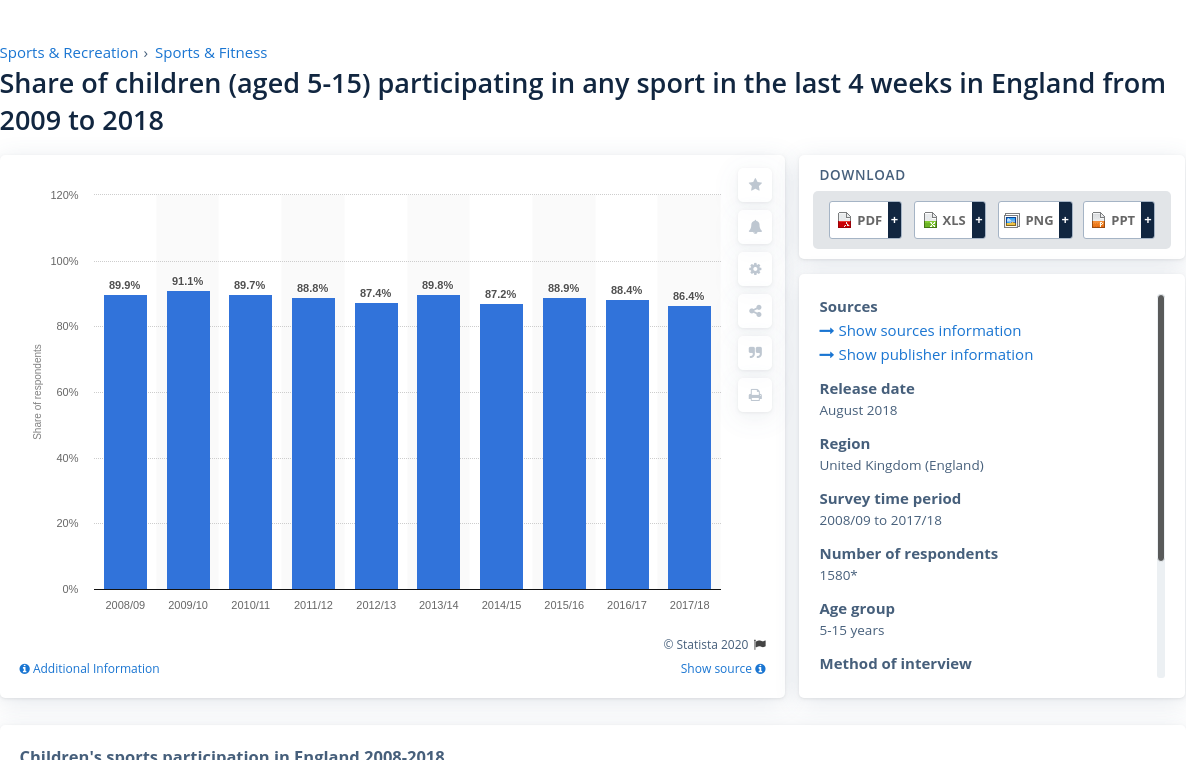 Sports & Recreation › Sports & Fitness
Share of children (aged 5-15) participating in any sport in the last 4 weeks in England from
2009 to 2018
120%
100%
80%
60%
40%
20%
0%
Share of respondents
89.9%
91.1%
89.7%
88.8%
87.4%
89.8%
87.2%
88.9%
88.4%
86.4%
2008/09
2009/10
2010/11
2011/12
2012/13
2013/14
2014/15
2015/16
2016/17
2017/18
© Statista 2020
Additional Information
Show source
DOWNLOAD
PDF + XLS + PNG + PPT +
Sources
Show sources information
Show publisher information
Release date
August 2018
Region
United Kingdom (England)
Survey time period
2008/09 to 2017/18
Number of respondents
1580*
Age group
5-15 years
Method of interview
Children's sports participation in England 2008-2018